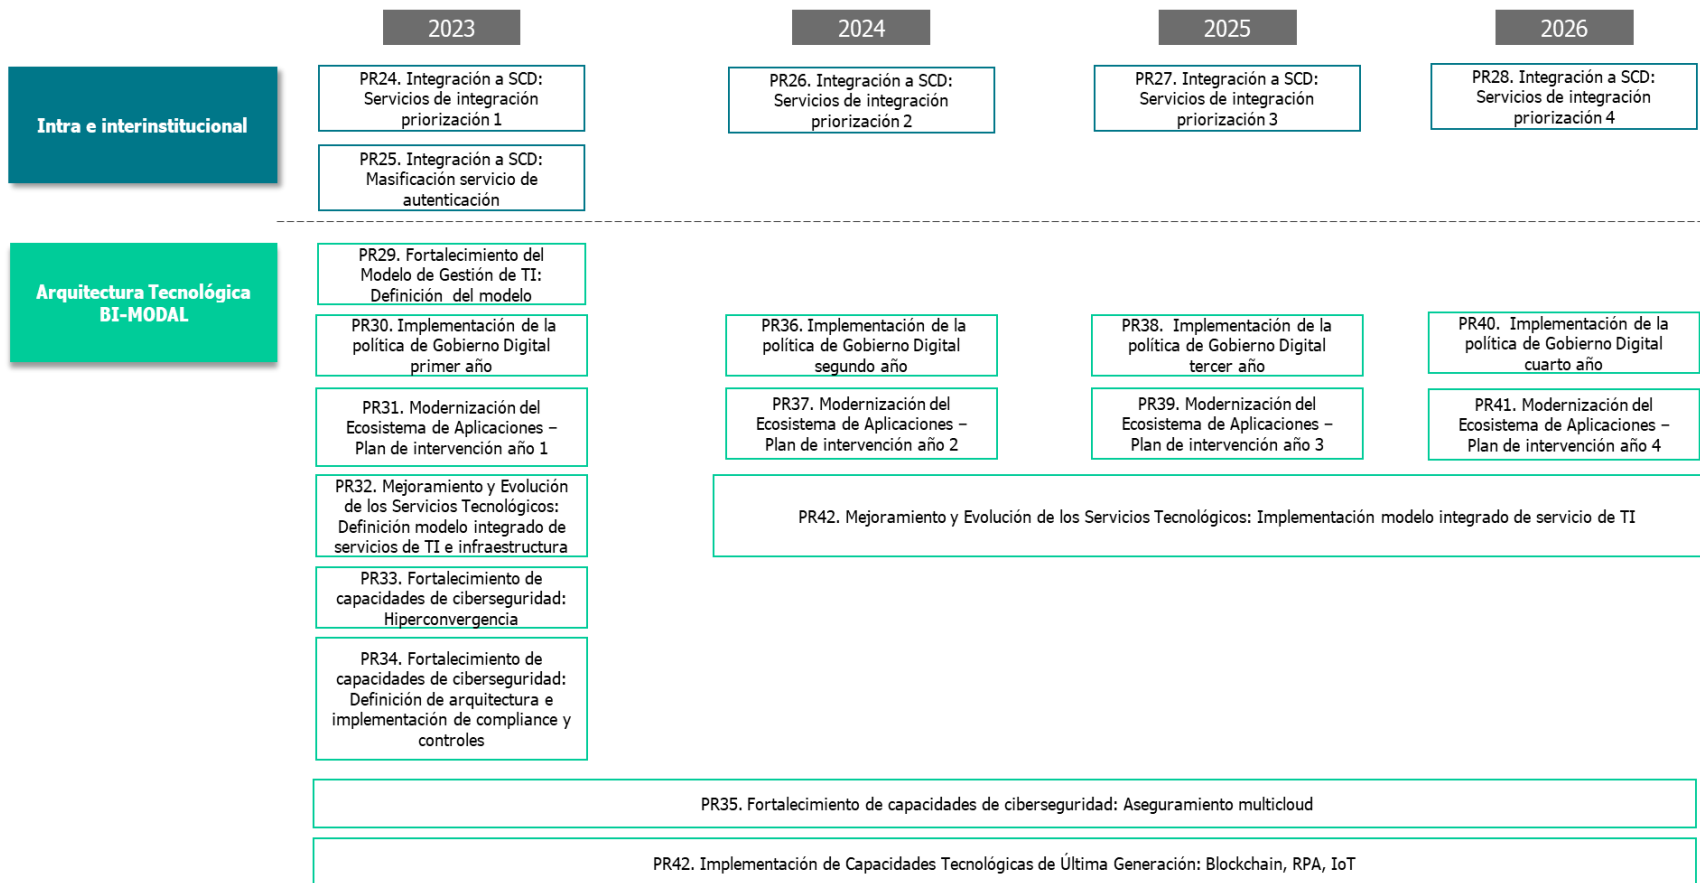 2023
2024
2025
2026
Intra e interinstitucional
PR24. Integración a SCD:
Servicios de integración
priorización 1
PR26. Integración a SCD:
Servicios de integración
priorización 2
PR27. Integración a SCD:
Servicios de integración
priorización 3
PR28. Integración a SCD:
Servicios de integración
priorización 4
PR25. Integración a SCD:
Masificación servicio de
autenticación
Arquitectura Tecnológica
BI-MODAL
PR29. Fortalecimiento del
Modelo de Gestión de TI:
Definición del modelo
PR30. Implementación de la
política de Gobierno Digital
primer año
PR36. Implementación de la
política de Gobierno Digital
segundo año
PR38. Implementación de la
política de Gobierno Digital
tercer año
PR40. Implementación de la
política de Gobierno Digital
cuarto año
PR31. Modernización del
Ecosistema de Aplicaciones –
Plan de intervención año 1
PR37. Modernización del
Ecosistema de Aplicaciones –
Plan de intervención año 2
PR39. Modernización del
Ecosistema de Aplicaciones –
Plan de intervención año 3
PR41. Modernización del
Ecosistema de Aplicaciones –
Plan de intervención año 4
PR32. Mejoramiento y Evolución
de los Servicios Tecnológicos:
Definición modelo integrado de
servicios de TI e infraestructura
PR42. Mejoramiento y Evolución de los Servicios Tecnológicos: Implementación modelo integrado de servicio de TI
PR33. Fortalecimiento de
capacidades de ciberseguridad:
Hiperconvergencia
PR34. Fortalecimiento de
capacidades de ciberseguridad:
Definición de arquitectura e
implementación de compliance y
controles
PR35. Fortalecimiento de capacidades de ciberseguridad: Aseguramiento multicloud
PR42. Implementación de Capacidades Tecnológicas de Última Generación: Blockchain, RPA, IoT